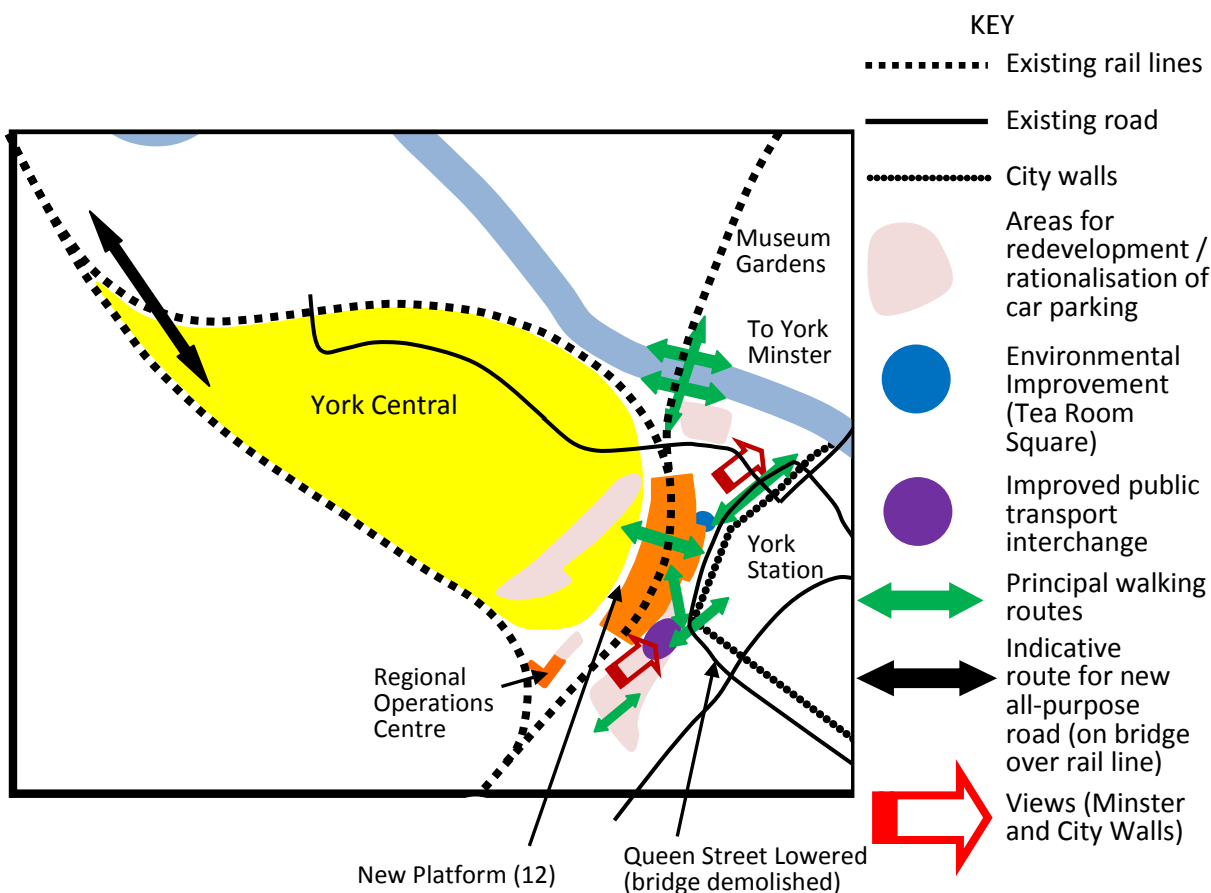 KEY
Existing rail lines
Existing road
City walls
Areas for
redevelopment /
rationalisation of
car parking
Environmental
Improvement
(Tea Room
Square)
Improved public
transport
interchange
Principal walking
routes
Indicative
route for new
all-purpose
road (on bridge
over rail line)
Views (Minster
and City Walls)
Museum
Gardens
To York
Minster
York Central
York
Station
Regional
Operations
Centre
New Platform (12)
Queen Street Lowered
(bridge demolished)